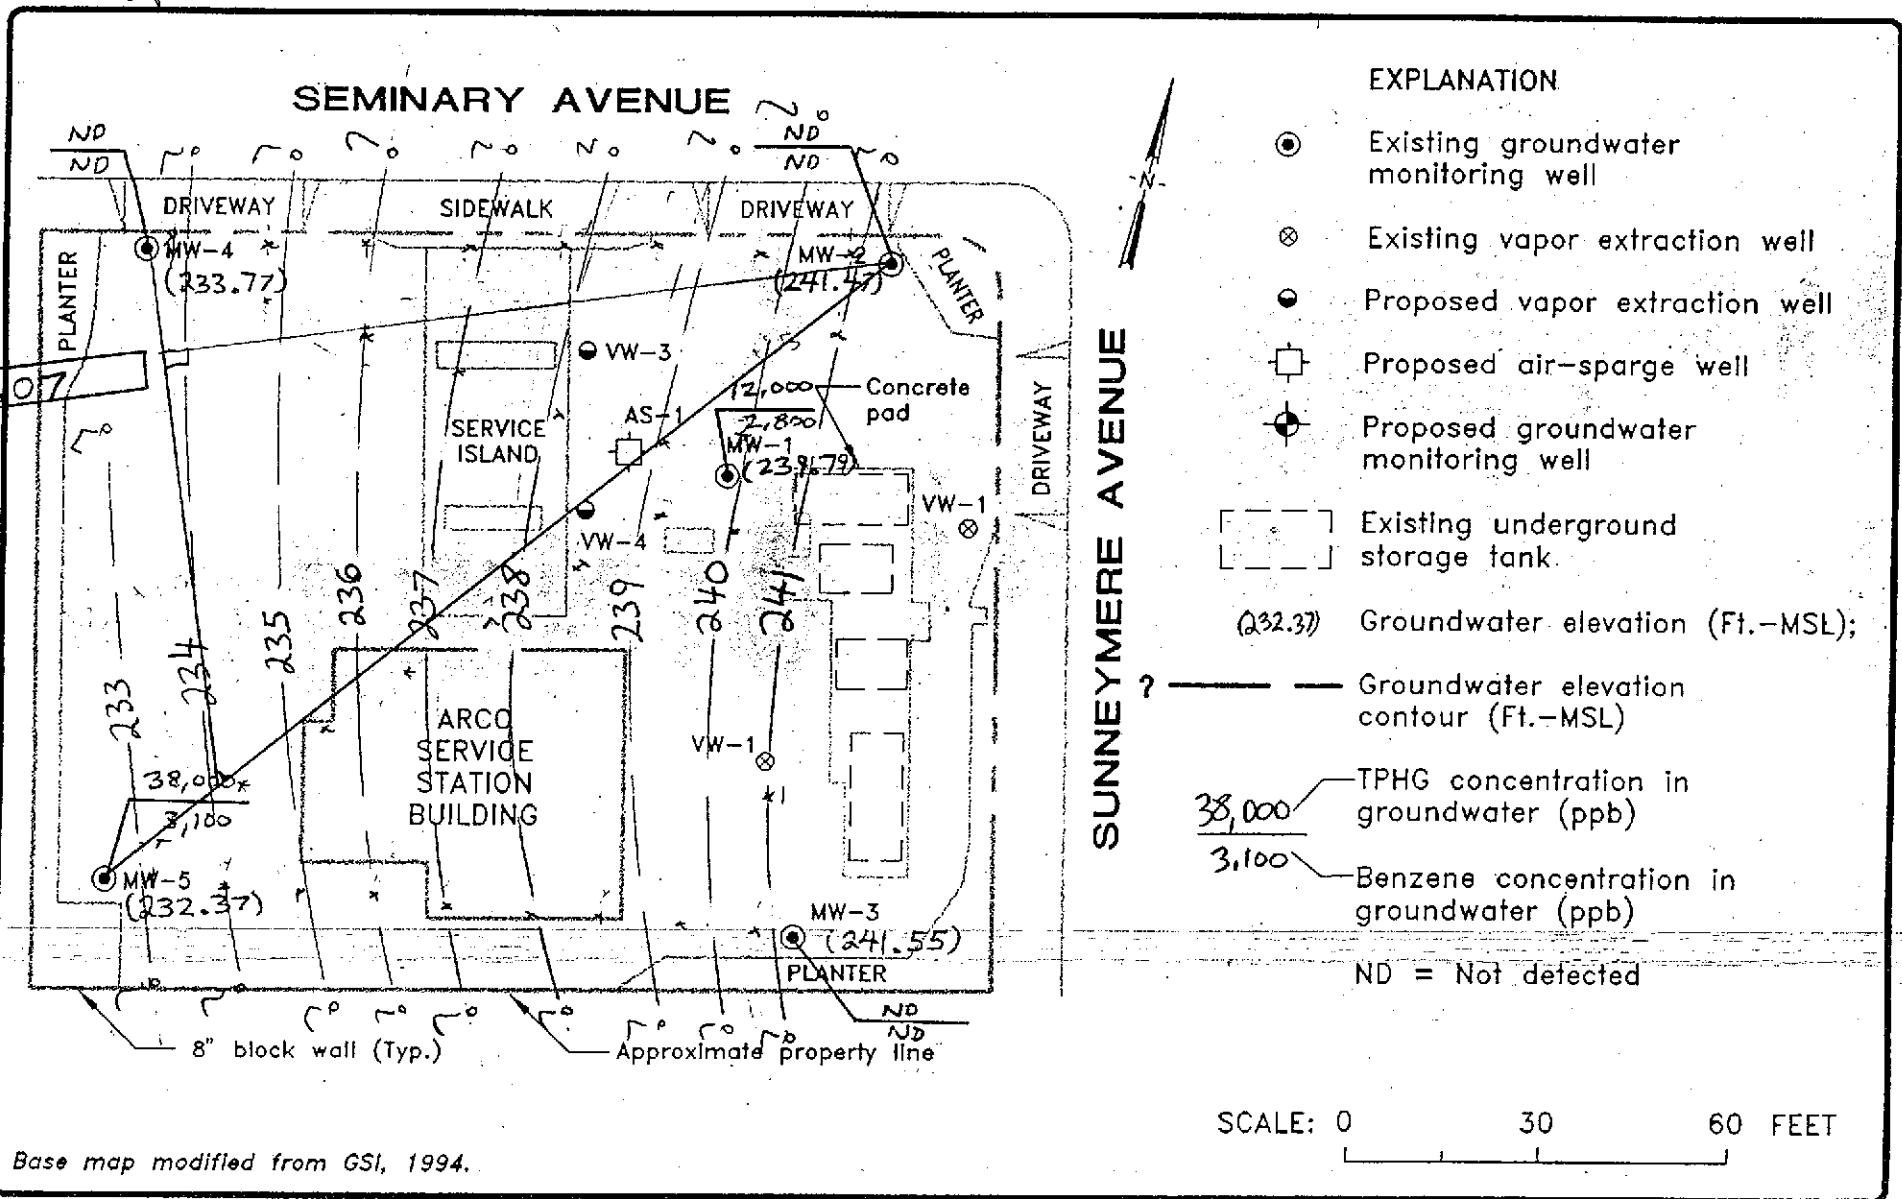 SEMINARY AVENUE
ND
ND
ND
ND
DRIVEWAY
SIDEWALK
DRIVEWAY
PLANTER
MW-4
(233.77)
MW-2
(241.47)
PLANTER
07
VW-3
12,000
2,800
Concrete
pad
AS-1
SERVICE
ISLAND
MW-1
VW-4
VW-1
DRIVEWAY
SUNNEYMERE AVENUE
233
234
235
236
237
238
239
240
241
ARCO
SERVICE
STATION
BUILDING
VW-1
38,000
3,100
MW-5
(232.37)
MW-3
(241.55)
PLANTER
ND
ND
8" block wall (Typ.)
Approximate property line
Base map modified from GSI, 1994.
N
EXPLANATION
Existing groundwater
monitoring well
Existing vapor extraction well
Proposed vapor extraction well
Proposed air-sparge well
Proposed groundwater
monitoring well
Existing underground
storage tank
(232.37) Groundwater elevation (Ft.-MSL);
? Groundwater elevation
contour (Ft.-MSL)
38,000
3,100
TPHG concentration in
groundwater (ppb)
Benzene concentration in
groundwater (ppb)
ND = Not detected
SCALE: 0 30 60 FEET